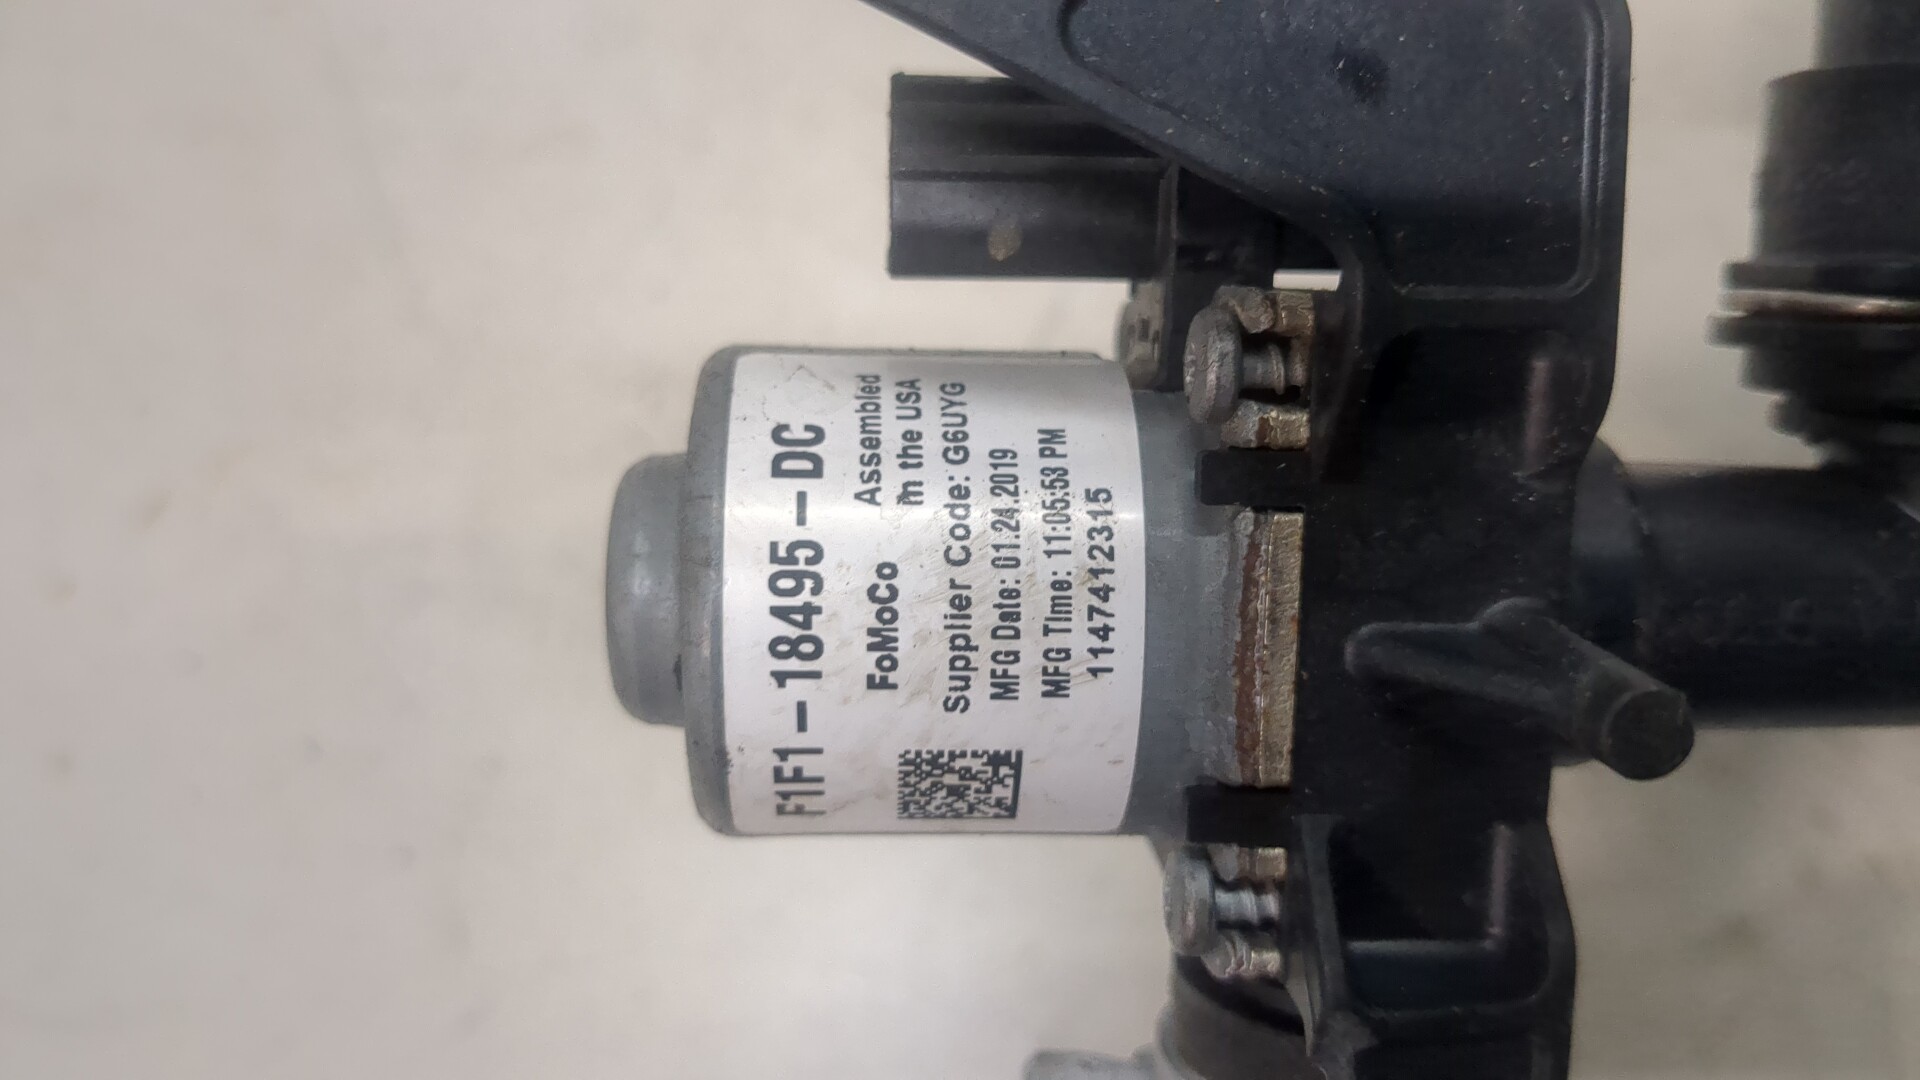 F1F1-18495-DC
FoMoCo Assembled
in the USA
Supplier Code: G6UYG
MFG Date: 01.24.2019
MFG Time: 11:05:53 PM
1147412315